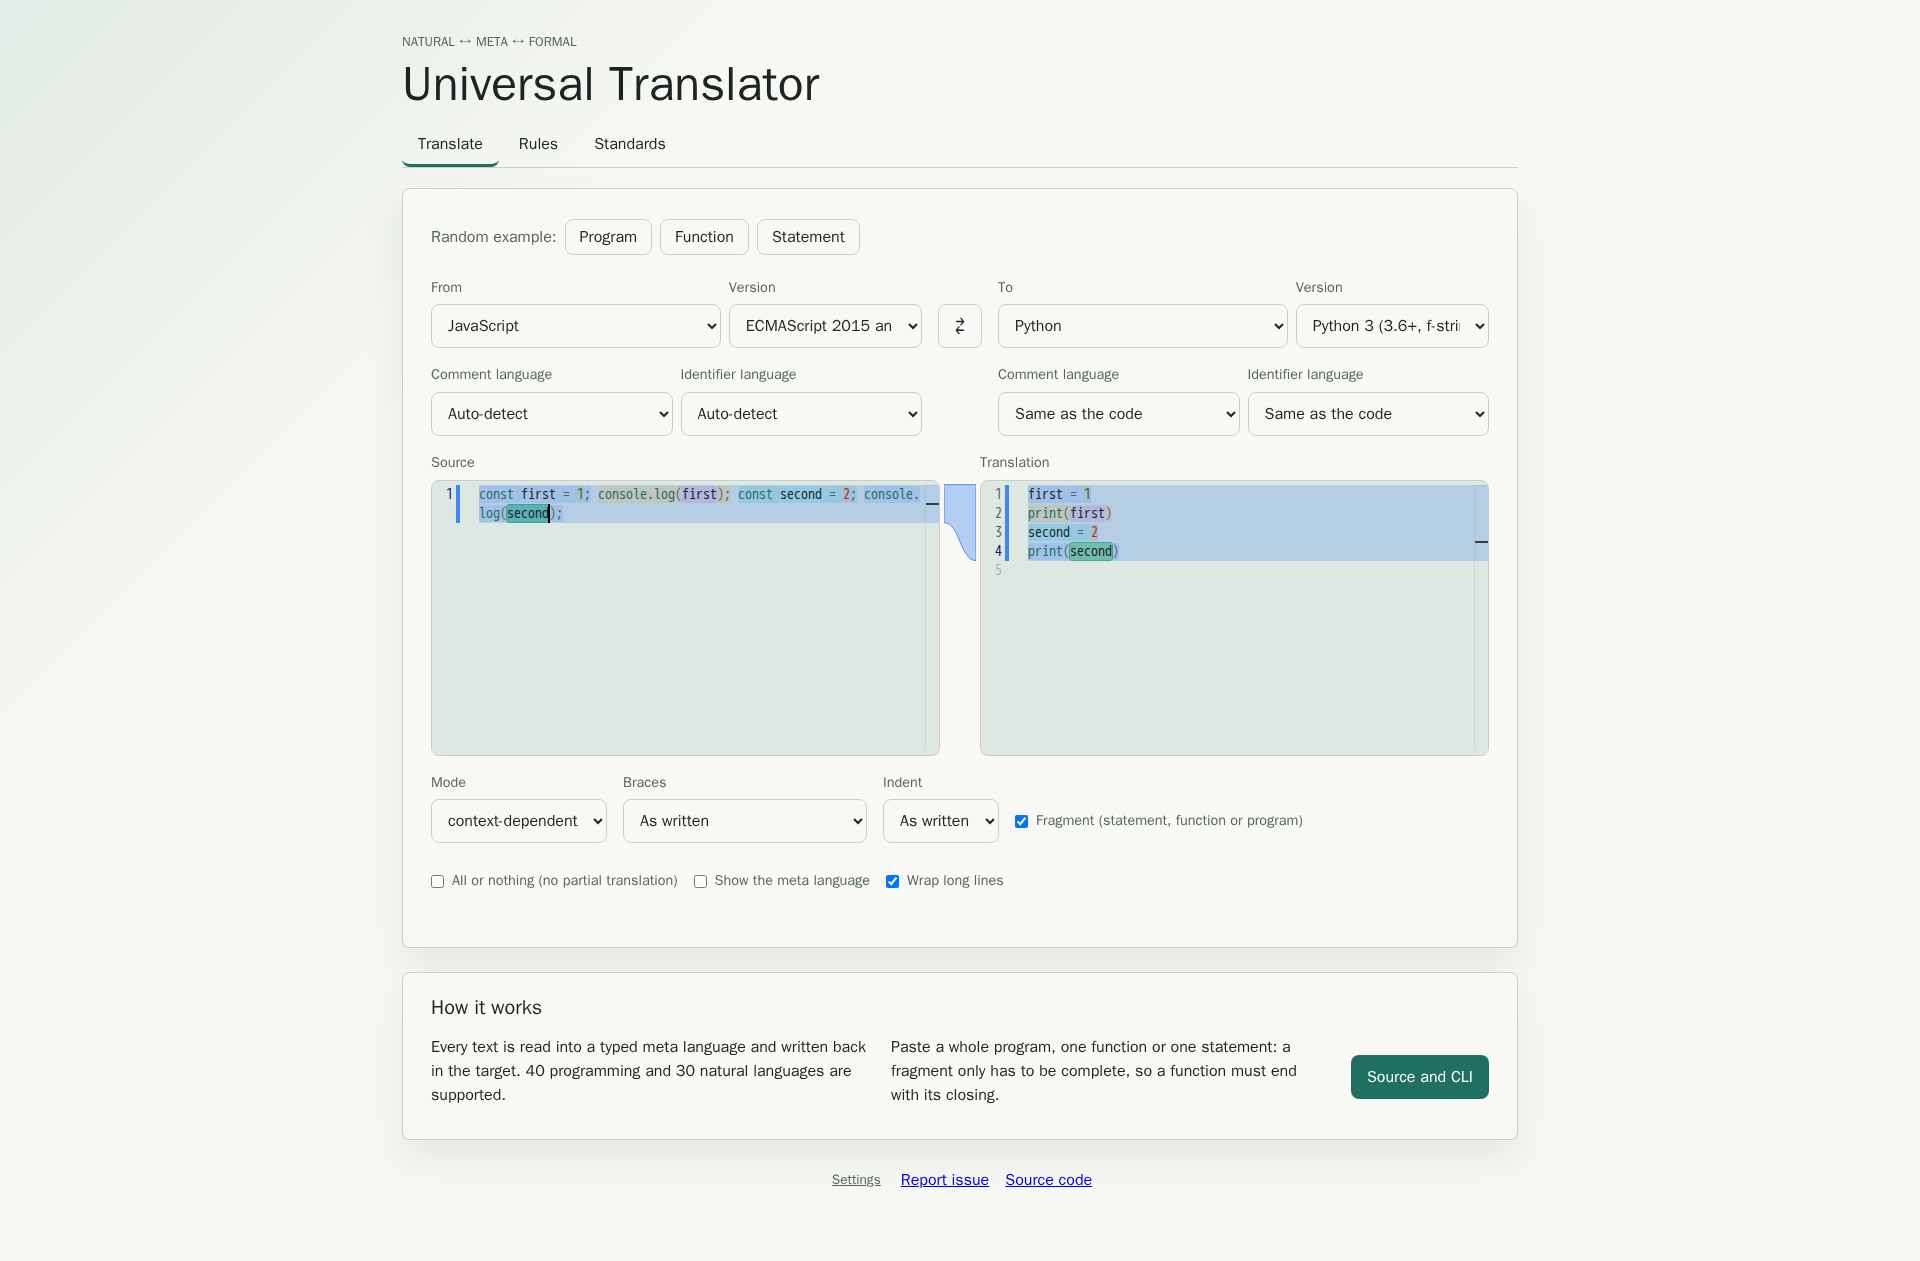 NATURAL ↔ META ↔ FORMAL
Universal Translator
Translate Rules Standards
Random example: Program Function Statement
From Version To Version
JavaScript ECMAScript 2015 an Python Python 3 (3.6+, f-stri
Comment language Identifier language Comment language Identifier language
Auto-detect Auto-detect Same as the code Same as the code
Source
1 const first = 1; console.log(first); const second = 2; console.
log(second);
Translation
1 first = 1
2 print(first)
3 second = 2
4 print(second)
5
Mode Braces Indent
context-dependent As written As written Fragment (statement, function or program)
All or nothing (no partial translation) Show the meta language Wrap long lines
How it works
Every text is read into a typed meta language and written back
in the target. 40 programming and 30 natural languages are
supported.
Paste a whole program, one function or one statement: a
fragment only has to be complete, so a function must end
with its closing.
Source and CLI
Settings Report issue Source code